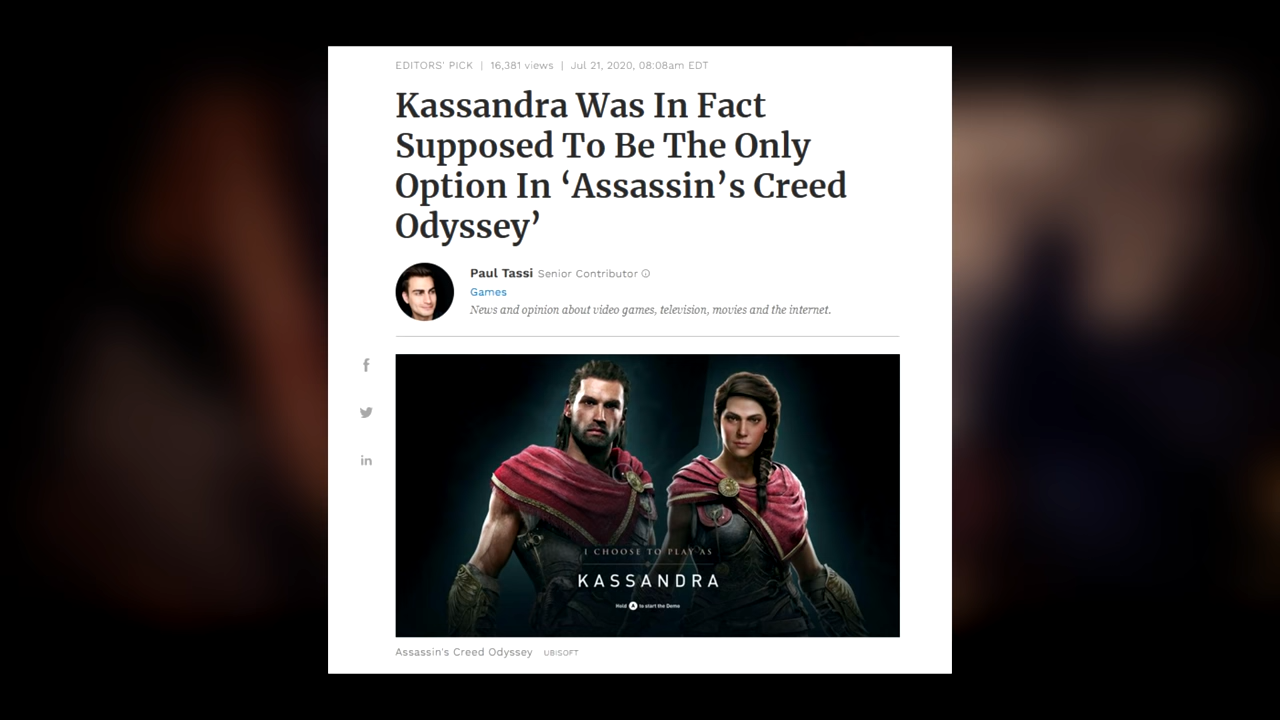 EDITORS' PICK | 16,381 views | Jul 21, 2020, 08:08am EDT
Kassandra Was In Fact
Supposed To Be The Only
Option In ‘Assassin’s Creed
Odyssey’
Paul Tassi Senior Contributor
Games
News and opinion about video games, television, movies and the internet.
I CHOOSE TO PLAY AS
KASSANDRA
Hold A to start the Demo
Assassin's Creed Odyssey UBISOFT